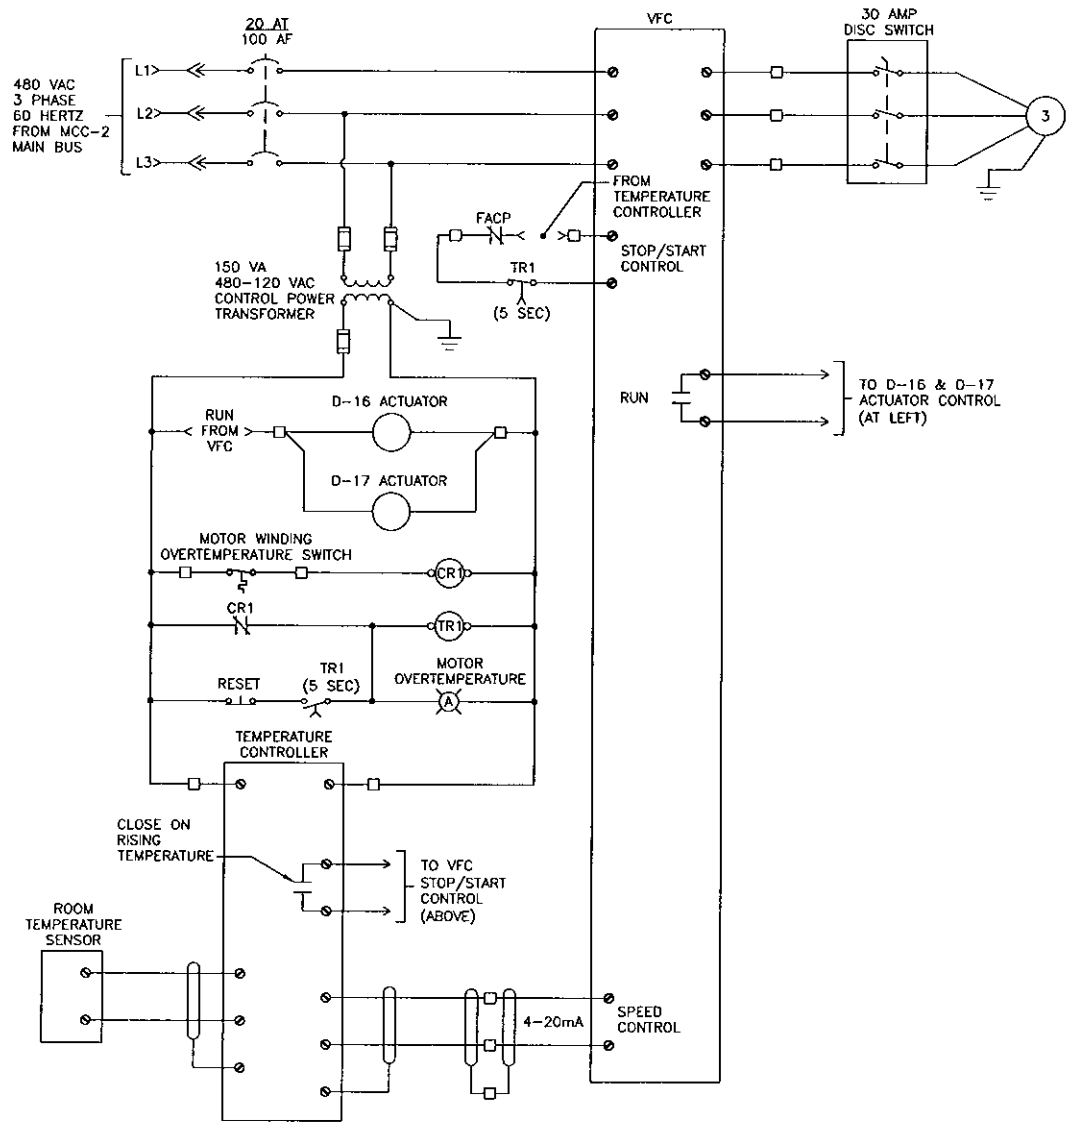 20 AT
100 AF
VFC
30 AMP
DISC SWITCH
480 VAC
3 PHASE
60 HERTZ
FROM MCC-2
MAIN BUS
L1
L2
L3
3
FROM
TEMPERATURE
CONTROLLER
FACP
STOP/START
CONTROL
TR1
(5 SEC)
150 VA
480-120 VAC
CONTROL POWER
TRANSFORMER
RUN
TO D-16 & D-17
ACTUATOR CONTROL
(AT LEFT)
D-16 ACTUATOR
RUN
FROM
VFC
D-17 ACTUATOR
MOTOR WINDING
OVERTEMPERATURE SWITCH
CR1
CR1
TR1
RESET
TR1
(5 SEC)
MOTOR
OVERTEMPERATURE
A
TEMPERATURE
CONTROLLER
CLOSE ON
RISING
TEMPERATURE
TO VFC
STOP/START
CONTROL
(ABOVE)
ROOM
TEMPERATURE
SENSOR
4-20mA
SPEED
CONTROL